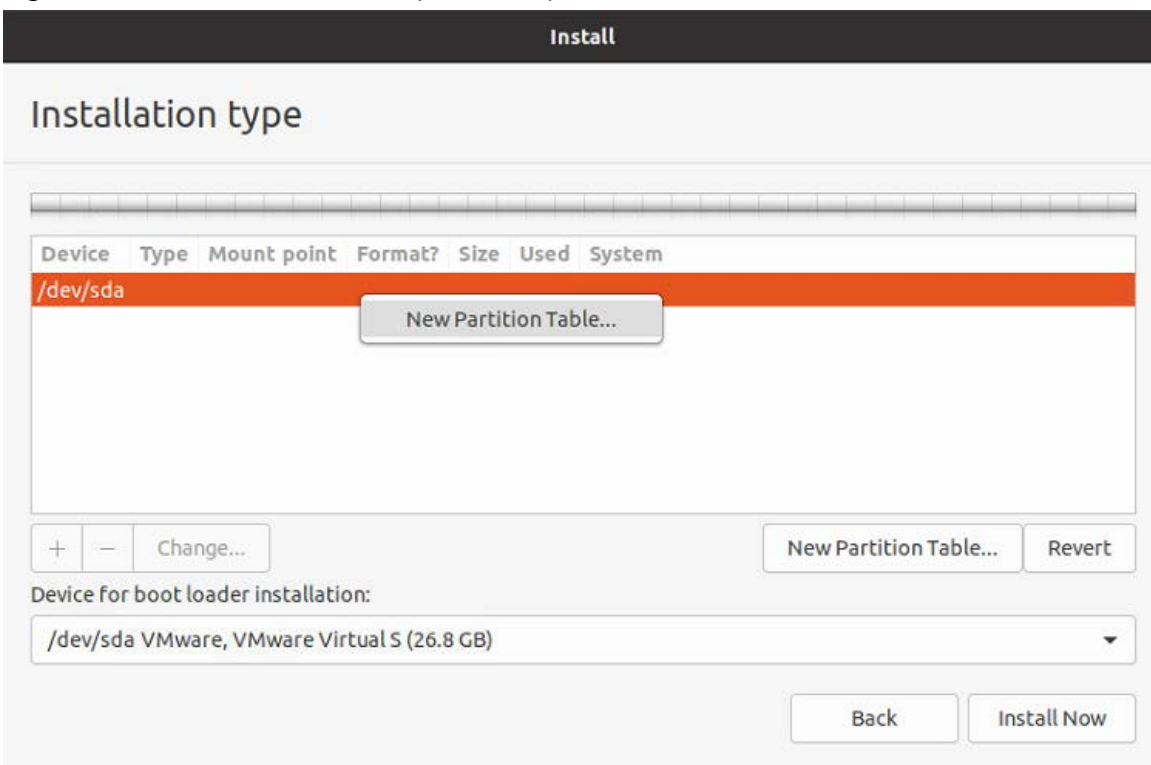 Install
Installation type
Device Type Mount point Format? Size Used System
/dev/sda
New Partition Table...
+ − Change... New Partition Table... Revert
Device for boot loader installation:
/dev/sda VMware, VMware Virtual S (26.8 GB)
Back Install Now